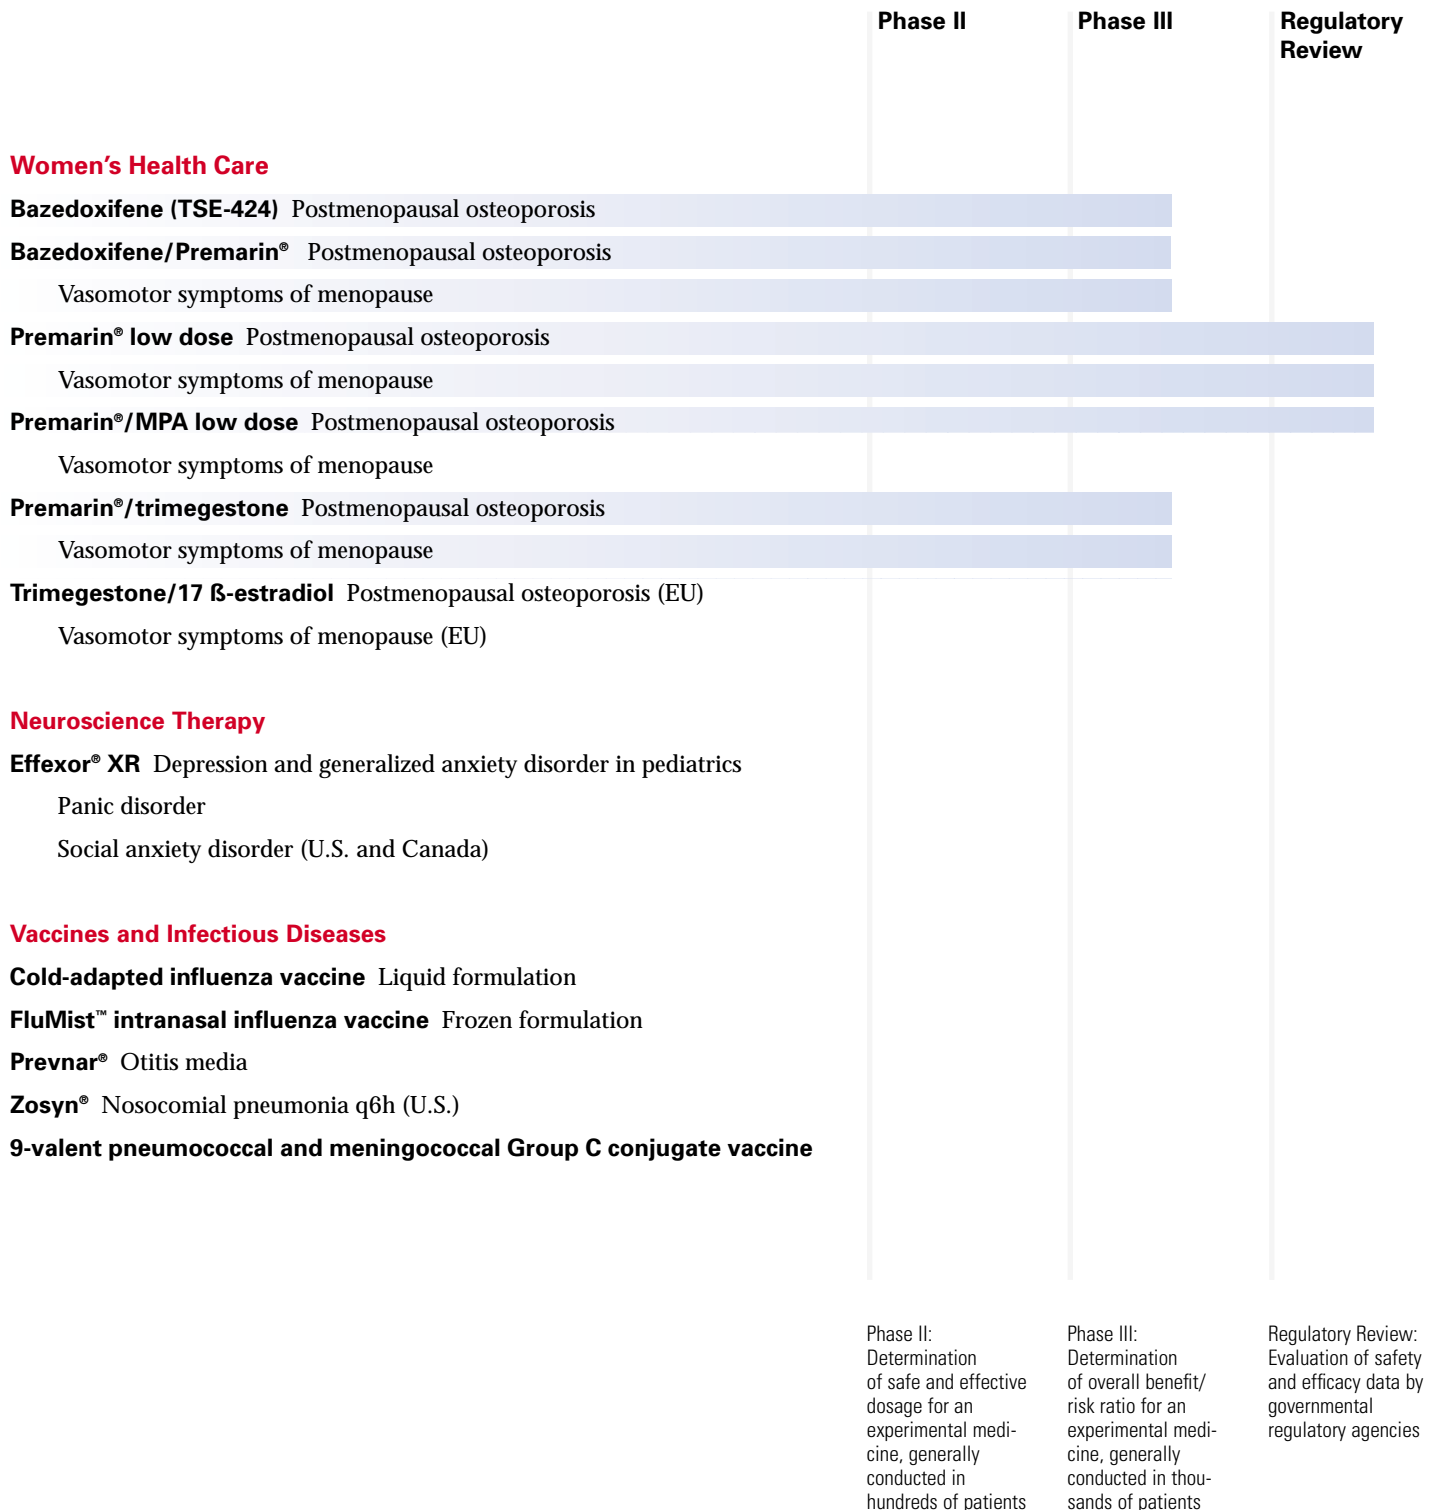 Phase II
Phase III
Regulatory
Review
Women's Health Care
Bazedoxifene (TSE-424) Postmenopausal osteoporosis
Bazedoxifene/Premarin® Postmenopausal osteoporosis
Vasomotor symptoms of menopause
Premarin® low dose Postmenopausal osteoporosis
Vasomotor symptoms of menopause
Premarin®/MPA low dose Postmenopausal osteoporosis
Vasomotor symptoms of menopause
Premarin®/trimegestone Postmenopausal osteoporosis
Vasomotor symptoms of menopause
Trimegestone/17 ß-estradiol Postmenopausal osteoporosis (EU)
Vasomotor symptoms of menopause (EU)
Neuroscience Therapy
Effexor® XR Depression and generalized anxiety disorder in pediatrics
Panic disorder
Social anxiety disorder (U.S. and Canada)
Vaccines and Infectious Diseases
Cold-adapted influenza vaccine Liquid formulation
FluMist™ intranasal influenza vaccine Frozen formulation
Prevnar® Otitis media
Zosyn® Nosocomial pneumonia q6h (U.S.)
9-valent pneumococcal and meningococcal Group C conjugate vaccine
Phase II:
Determination
of safe and effective
dosage for an
experimental medi-
cine, generally
conducted in
hundreds of patients
Phase III:
Determination
of overall benefit/
risk ratio for an
experimental medi-
cine, generally
conducted in thou-
sands of patients
Regulatory Review:
Evaluation of safety
and efficacy data by
governmental
regulatory agencies